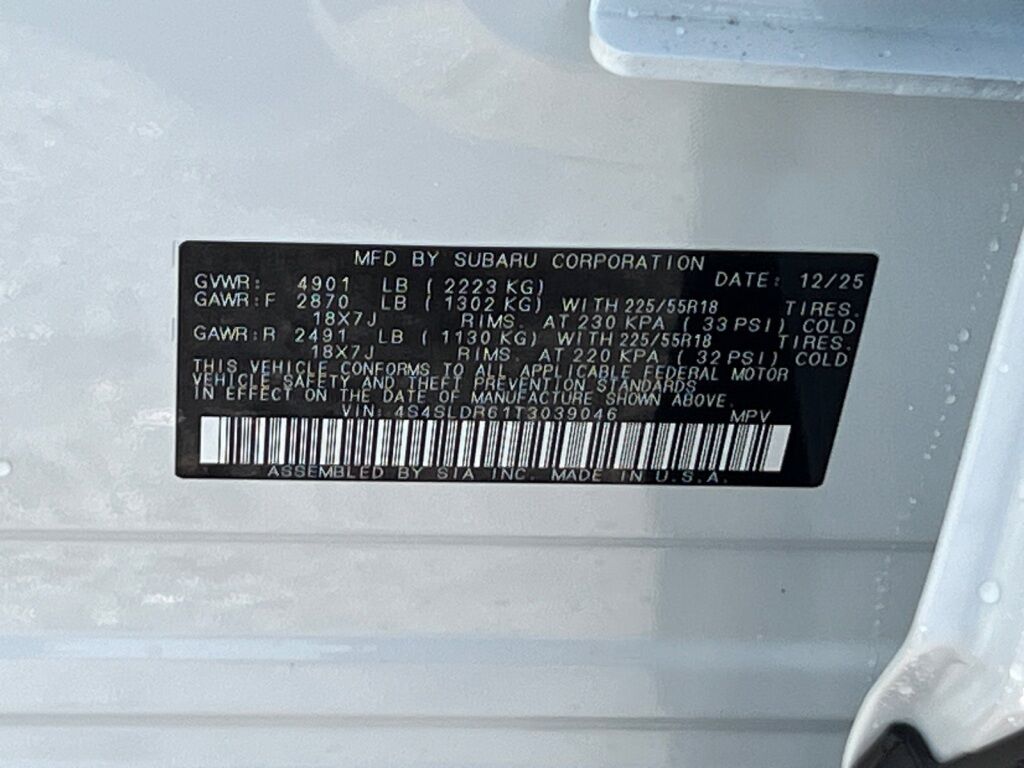 MFD BY SUBARU CORPORATION
GVWR: 4901 LB ( 2223 KG) DATE: 12/25
GAWR:F 2870 LB ( 1302 KG) WITH 225/55R18 TIRES.
18X7J RIMS. AT 230 KPA ( 33 PSI) COLD
GAWR:R 2491 LB ( 1130 KG) WITH 225/55R18 TIRES.
18X7J RIMS. AT 220 KPA ( 32 PSI) COLD
THIS VEHICLE CONFORMS TO ALL APPLICABLE FEDERAL MOTOR
VEHICLE SAFETY AND THEFT PREVENTION STANDARDS
IN EFFECT ON THE DATE OF MANUFACTURE SHOWN ABOVE.
VIN: 4S4SLDR61T3039046 MPV
ASSEMBLED BY SIA INC. MADE IN U.S.A.